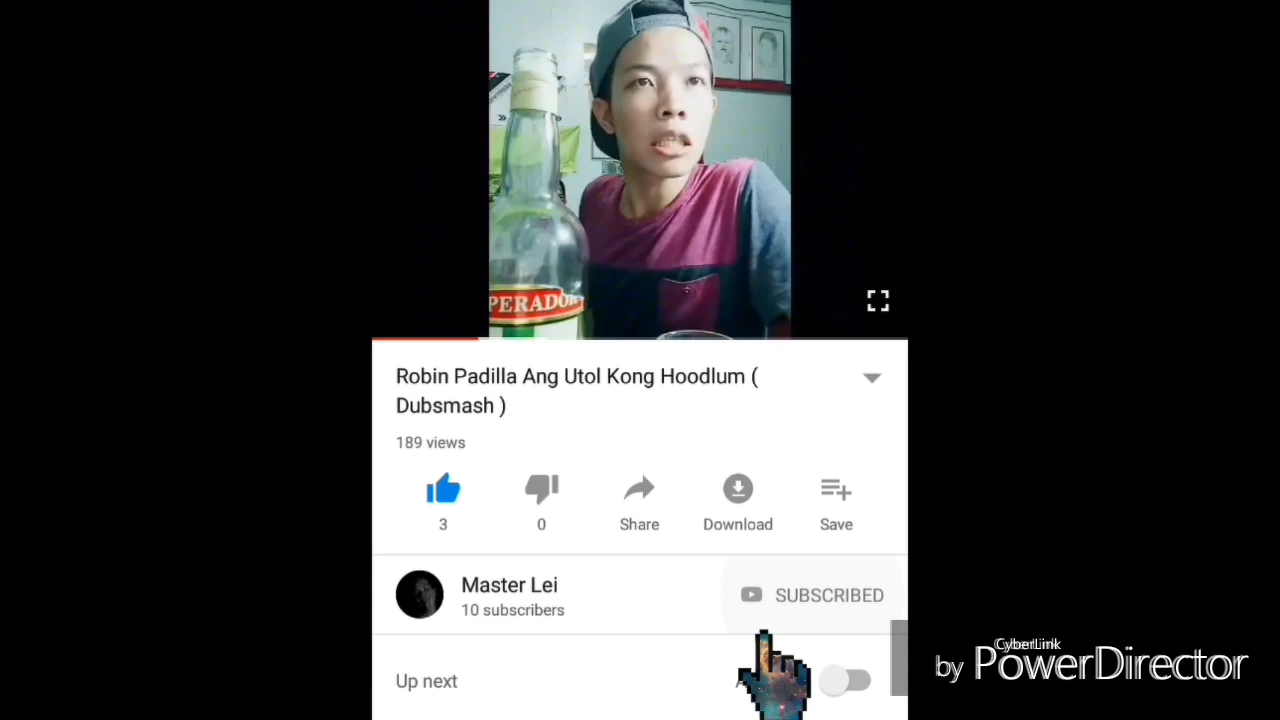 PERADOR
Robin Padilla Ang Utol Kong Hoodlum (
Dubsmash )
189 views
3
0
Share
Download
Save
Master Lei
10 subscribers
SUBSCRIBED
Up next
CyberLink
by PowerDirector